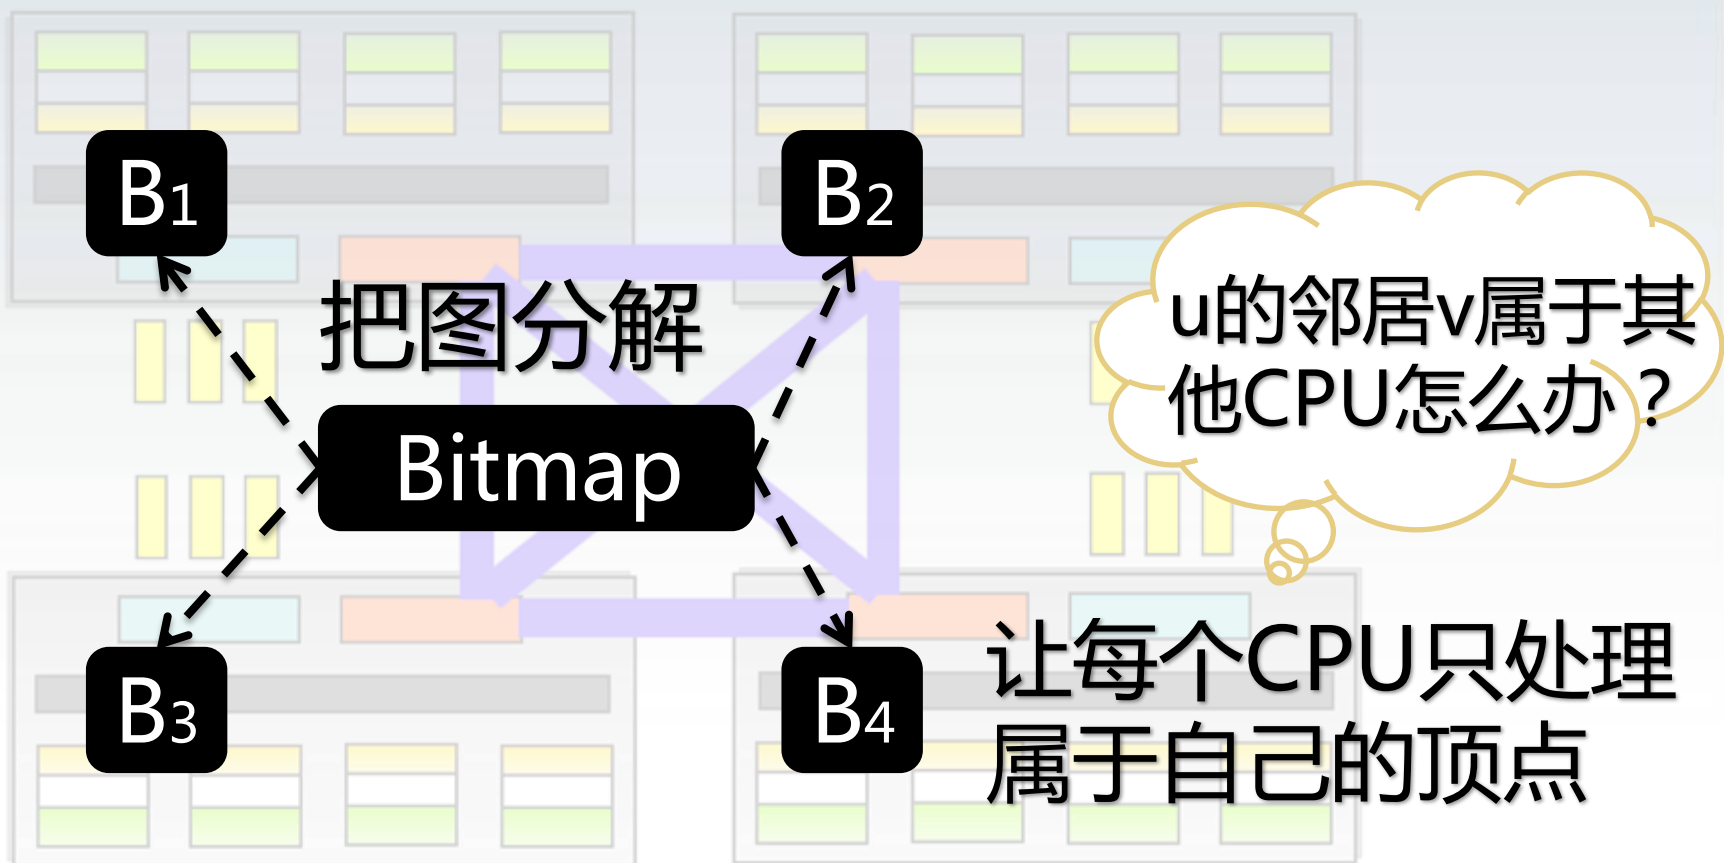 B1
B2
把图分解
u的邻居v属于其
他CPU怎么办？
Bitmap
B3
B4
让每个CPU只处理
属于自己的顶点